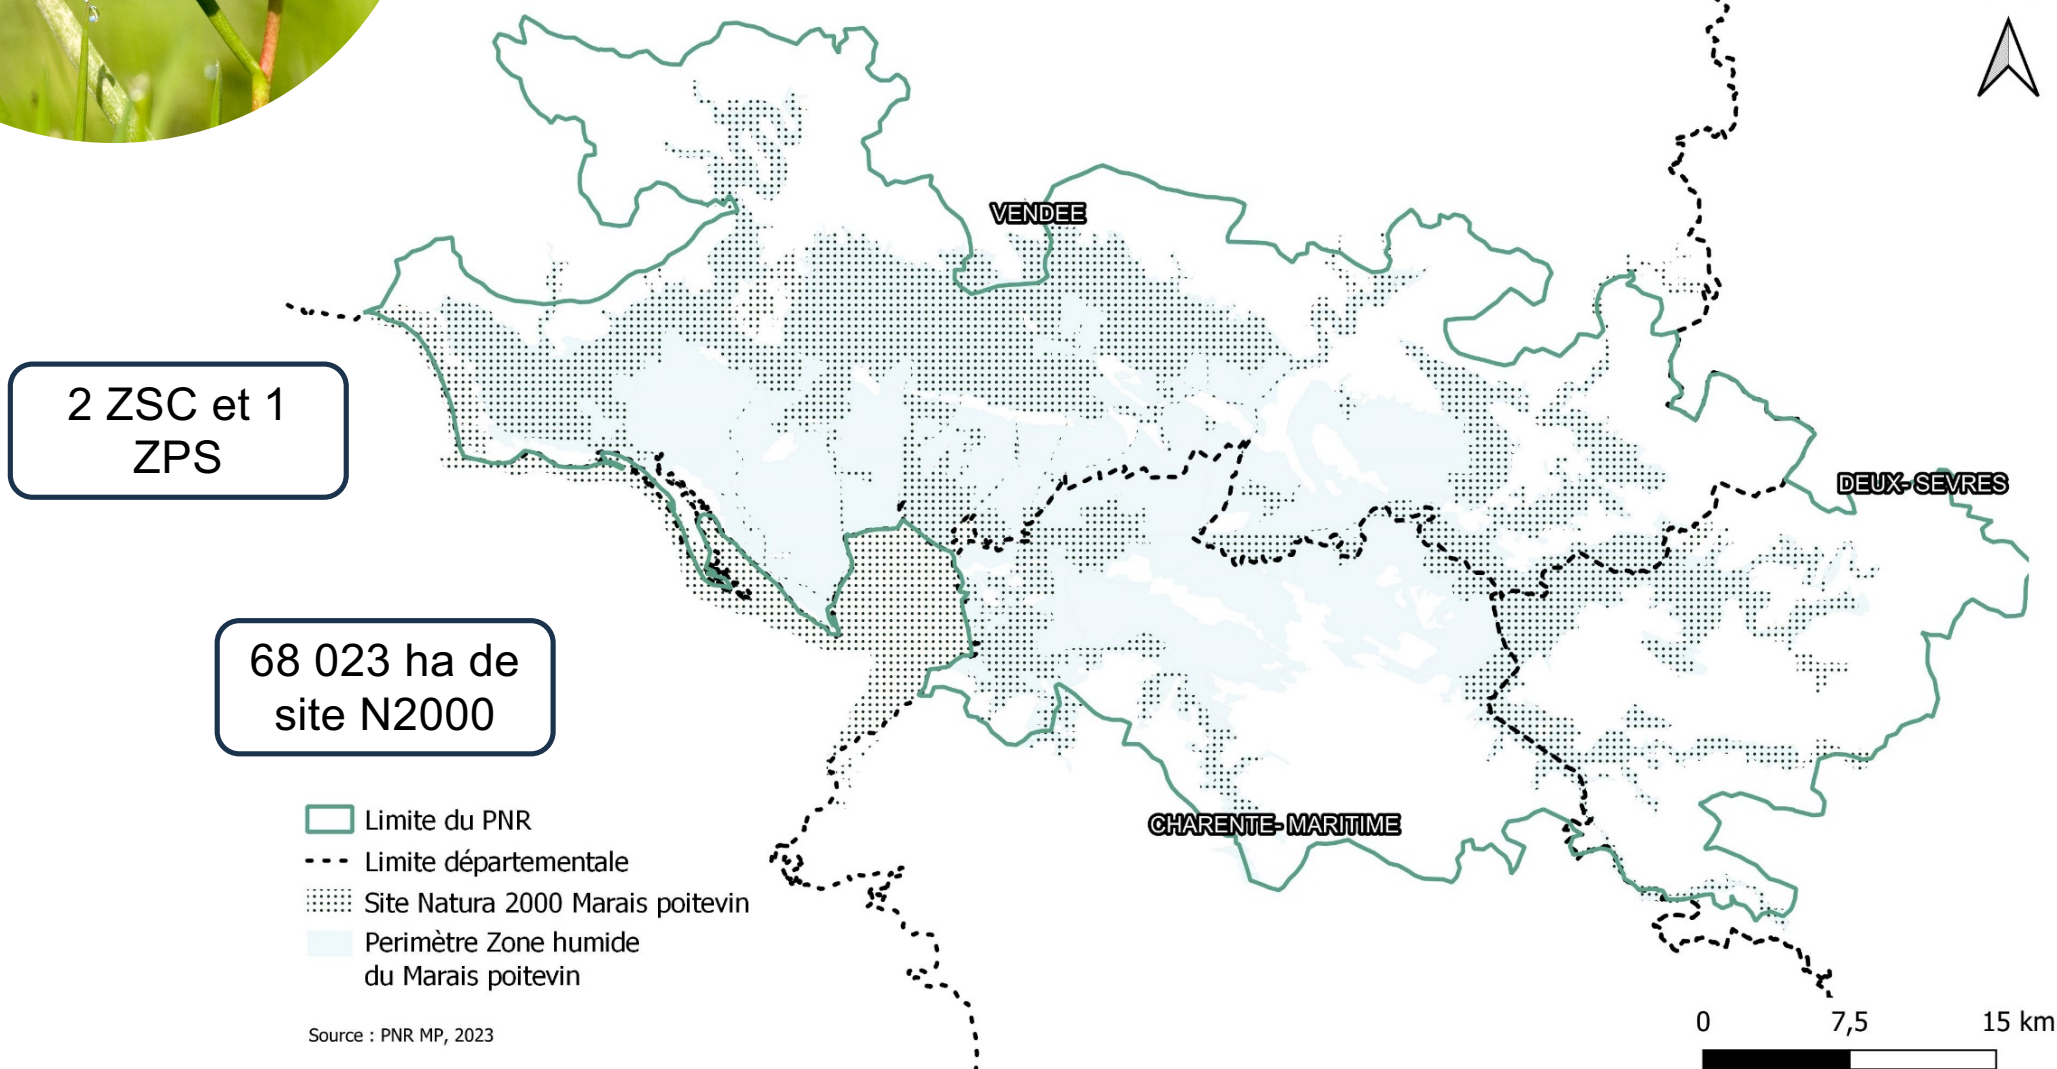 VENDEE
2 ZSC et 1
ZPS
DEUX- SEVRES
68 023 ha de
site N2000
CHARENTE- MARITIME
Limite du PNR
Limite départementale
Site Natura 2000 Marais poitevin
Perimètre Zone humide
du Marais poitevin
Source : PNR MP, 2023
0 7,5 15 km